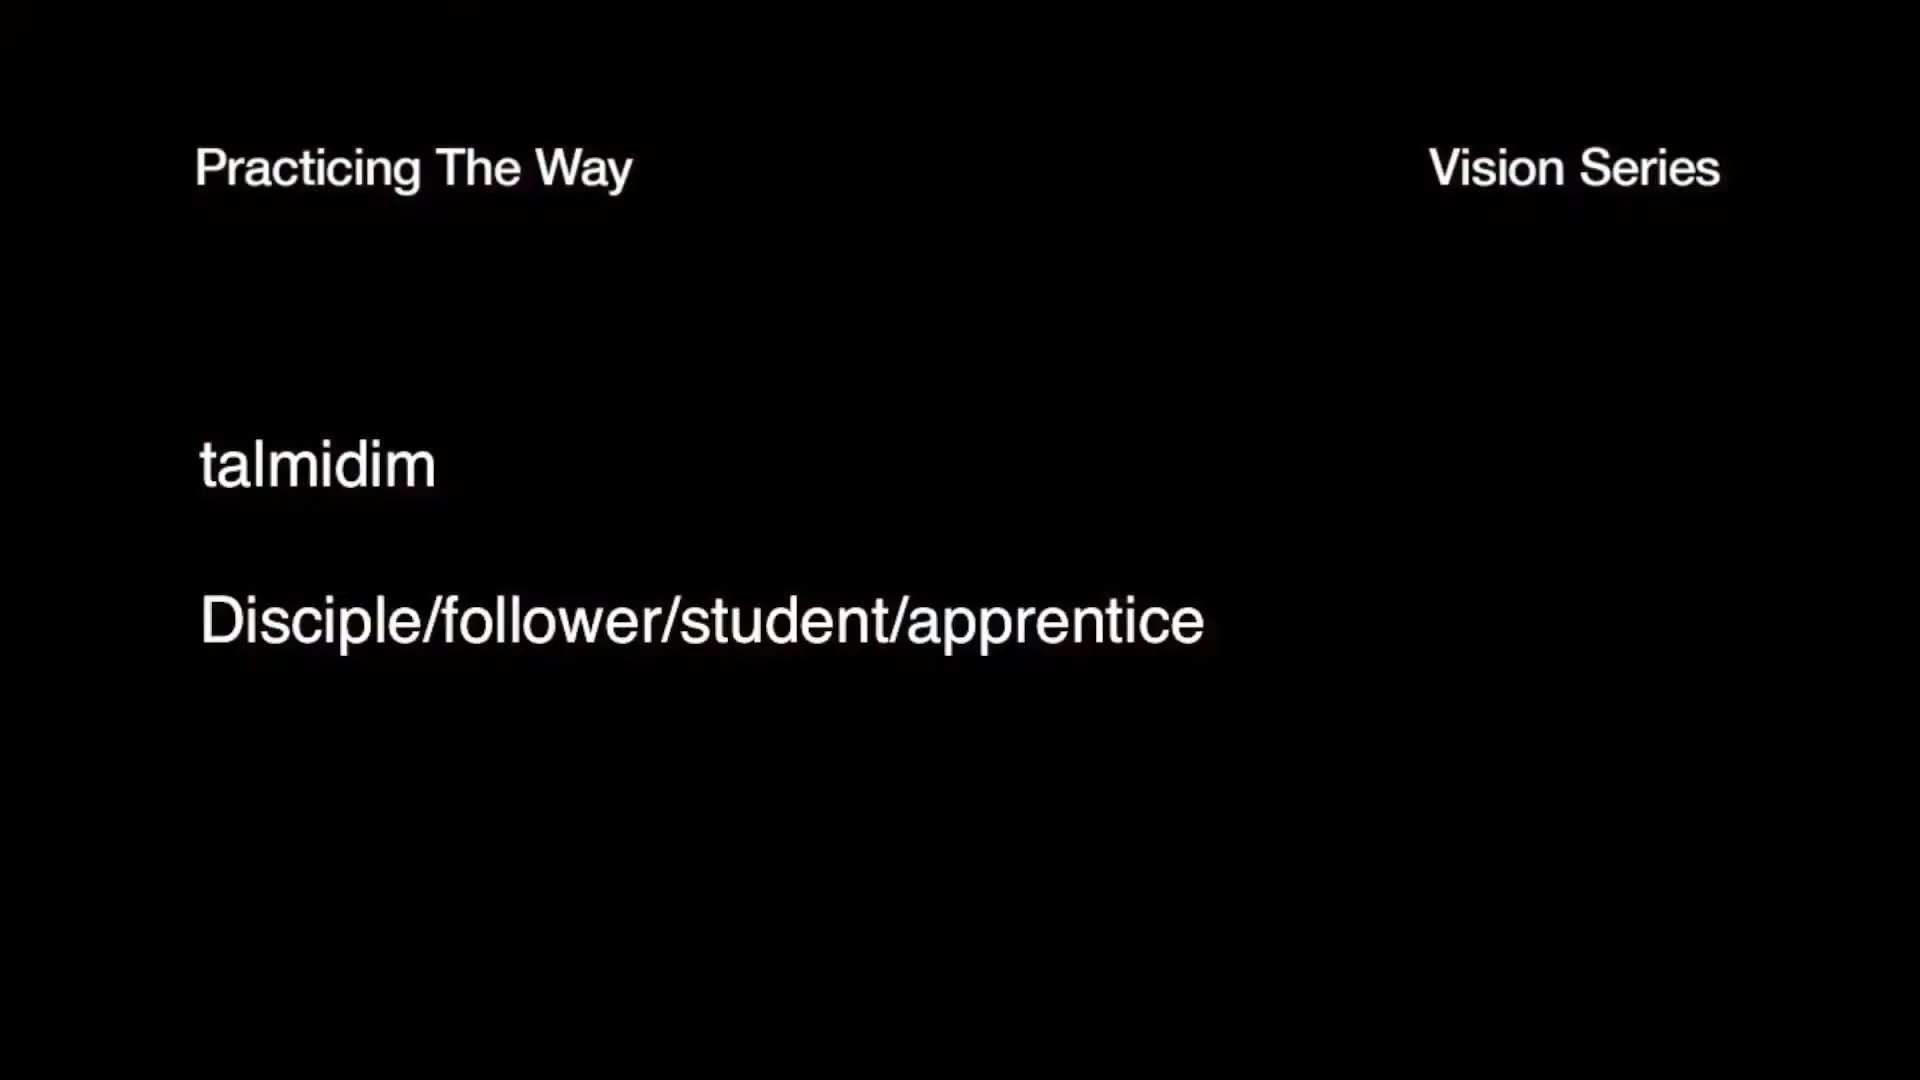 Practicing The Way
Vision Series
talmidim
Disciple/follower/student/apprentice